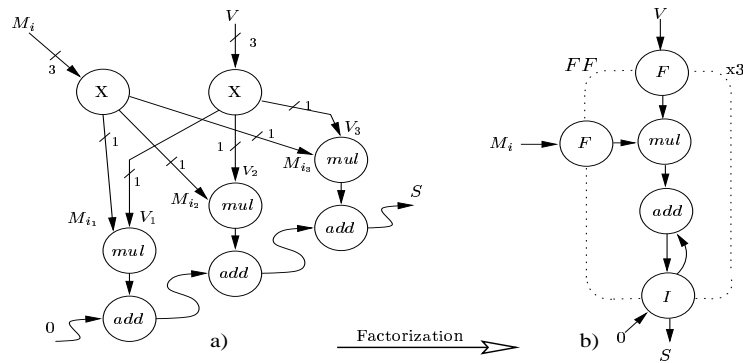 M_i
V
3
3
X
X
1
1
1
1
1
1
V_3
M_{i_3}
mul
V_2
M_{i_2}
mul
S
add
M_{i_1}
V_1
mul
add
0
add
a)
Factorization
V
FF
F
x3
M_i
F
mul
add
I
0
S
b)